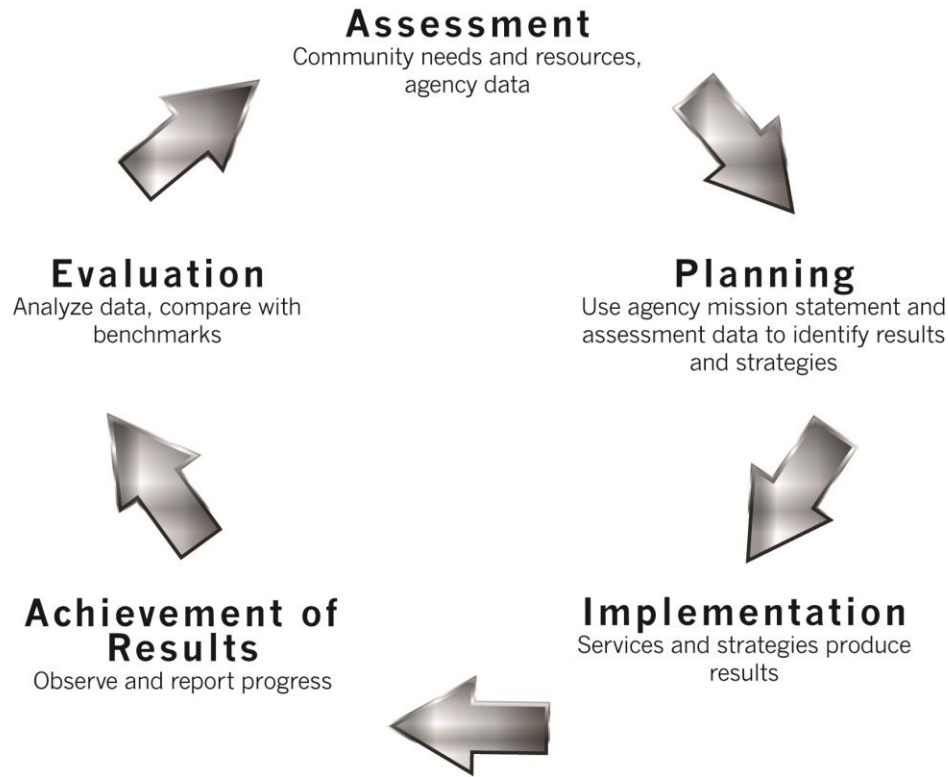 Assessment
Community needs and resources,
agency data
Planning
Use agency mission statement and
assessment data to identify results
and strategies
Implementation
Services and strategies produce
results
Achievement of
Results
Observe and report progress
Evaluation
Analyze data, compare with
benchmarks